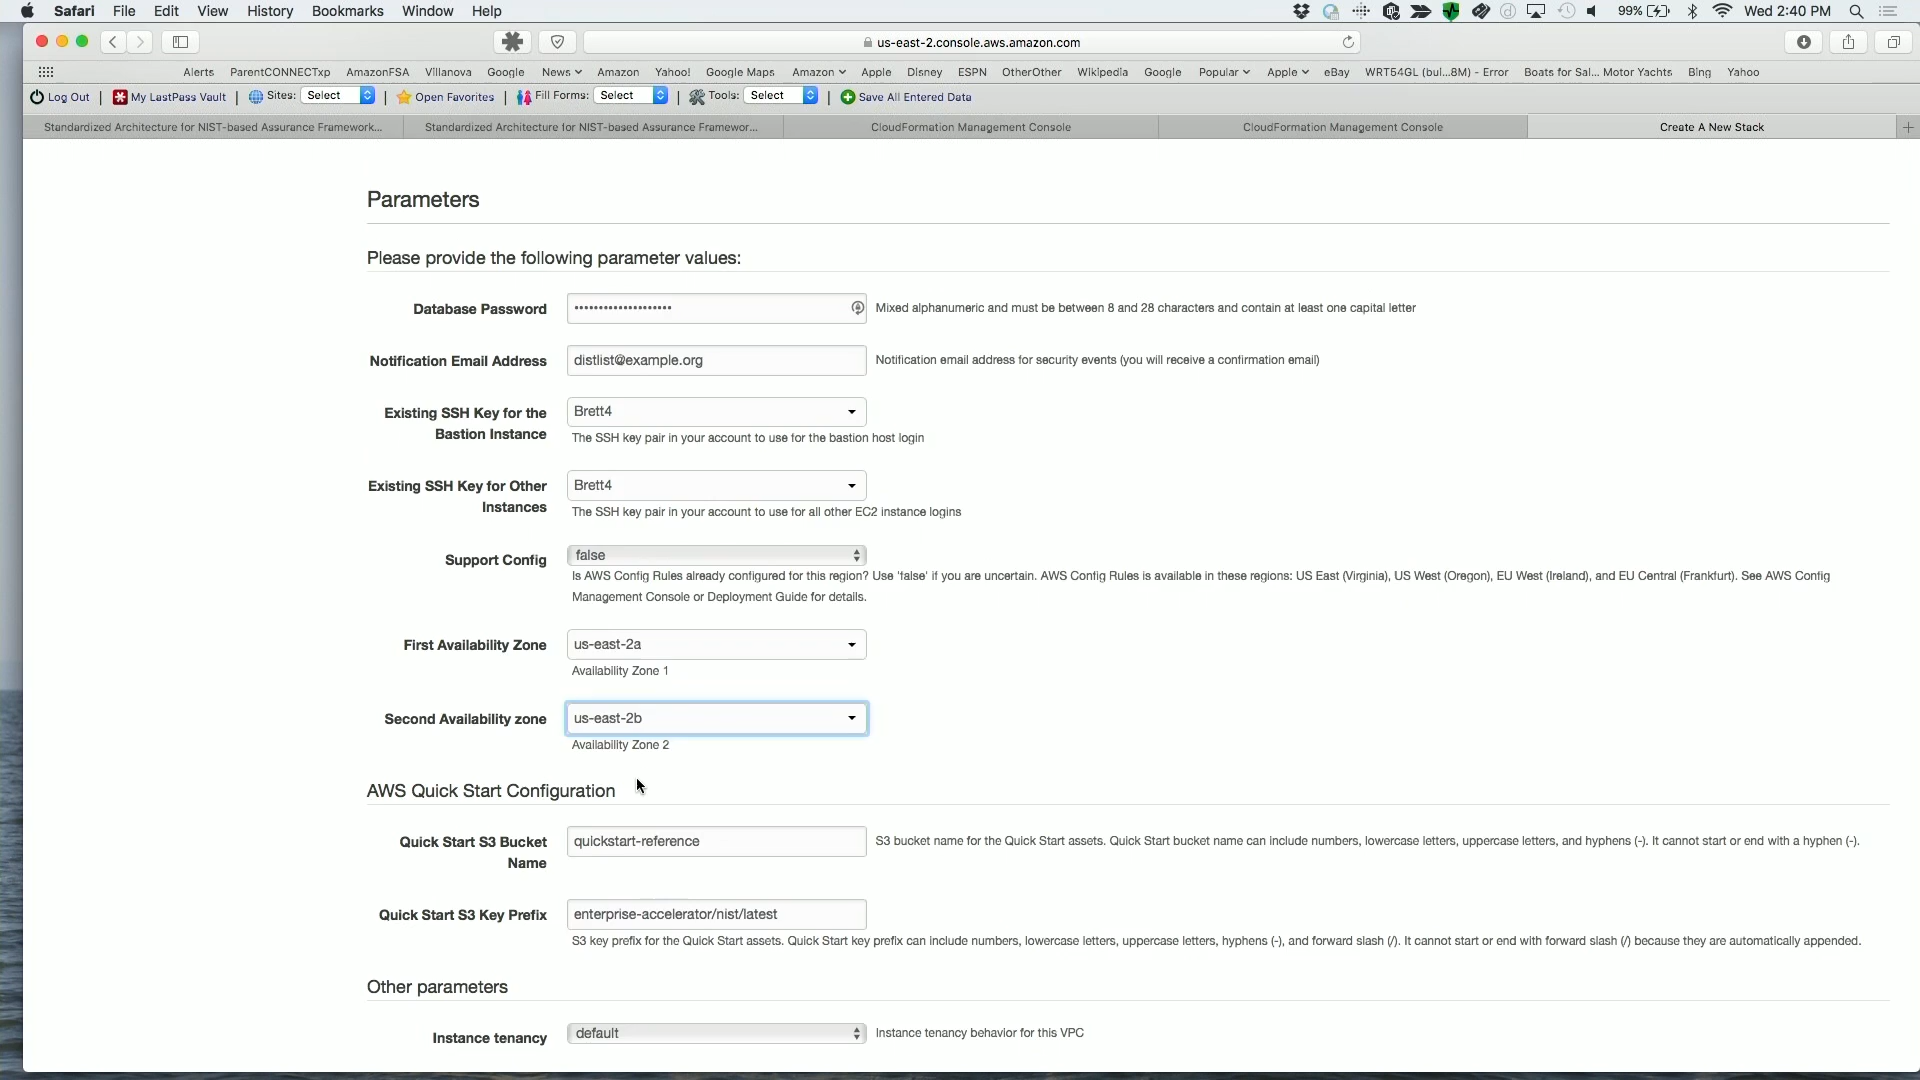 Safari File Edit View History Bookmarks Window Help 99% Wed 2:40 PM
us-east-2.console.aws.amazon.com
Alerts ParentCONNECTxp AmazonFSA Villanova Google News Amazon Yahoo! Google Maps Amazon Apple Disney ESPN OtherOther Wikipedia Google Popular Apple eBay WRT54GL (bul...8M) - Error Boats for Sal... Motor Yachts Bing Yahoo
Log Out | My LastPass Vault | Sites: Select | Open Favorites | Fill Forms: Select | Tools: Select | Save All Entered Data
Standardized Architecture for NIST-based Assurance Framework... Standardized Architecture for NIST-based Assurance Framewor... CloudFormation Management Console CloudFormation Management Console Create A New Stack
Parameters
Please provide the following parameter values:
Database Password •••••••••••••••••••• Mixed alphanumeric and must be between 8 and 28 characters and contain at least one capital letter
Notification Email Address distlist@example.org Notification email address for security events (you will receive a confirmation email)
Existing SSH Key for the Bastion Instance Brett4
The SSH key pair in your account to use for the bastion host login
Existing SSH Key for Other Instances Brett4
The SSH key pair in your account to use for all other EC2 instance logins
Support Config false
Is AWS Config Rules already configured for this region? Use 'false' if you are uncertain. AWS Config Rules is available in these regions: US East (Virginia), US West (Oregon), EU West (Ireland), and EU Central (Frankfurt). See AWS Config
Management Console or Deployment Guide for details.
First Availability Zone us-east-2a
Availability Zone 1
Second Availability zone us-east-2b
Availability Zone 2
AWS Quick Start Configuration
Quick Start S3 Bucket Name quickstart-reference S3 bucket name for the Quick Start assets. Quick Start bucket name can include numbers, lowercase letters, uppercase letters, and hyphens (-). It cannot start or end with a hyphen (-).
Quick Start S3 Key Prefix enterprise-accelerator/nist/latest
S3 key prefix for the Quick Start assets. Quick Start key prefix can include numbers, lowercase letters, uppercase letters, hyphens (-), and forward slash (/). It cannot start or end with forward slash (/) because they are automatically appended.
Other parameters
Instance tenancy default Instance tenancy behavior for this VPC